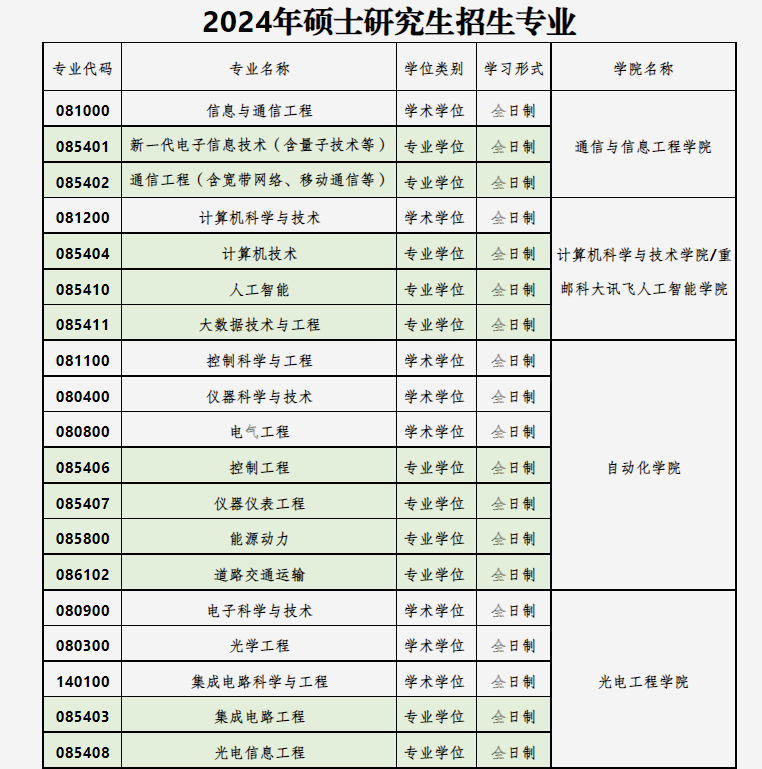 2024年硕士研究生招生专业
专业代码 专业名称 学位类别 学习形式 学院名称
081000 信息与通信工程 学术学位 全日制
085401 新一代电子信息技术（含量子技术等） 专业学位 全日制 通信与信息工程学院
085402 通信工程（含宽带网络、移动通信等） 专业学位 全日制
081200 计算机科学与技术 学术学位 全日制
085404 计算机技术 专业学位 全日制 计算机科学与技术学院/重
085410 人工智能 专业学位 全日制 邮科大讯飞人工智能学院
085411 大数据技术与工程 专业学位 全日制
081100 控制科学与工程 学术学位 全日制
080400 仪器科学与技术 学术学位 全日制
080800 电气工程 学术学位 全日制
085406 控制工程 专业学位 全日制 自动化学院
085407 仪器仪表工程 专业学位 全日制
085800 能源动力 专业学位 全日制
086102 道路交通运输 专业学位 全日制
080900 电子科学与技术 学术学位 全日制
080300 光学工程 学术学位 全日制
140100 集成电路科学与工程 学术学位 全日制 光电工程学院
085403 集成电路工程 专业学位 全日制
085408 光电信息工程 专业学位 全日制